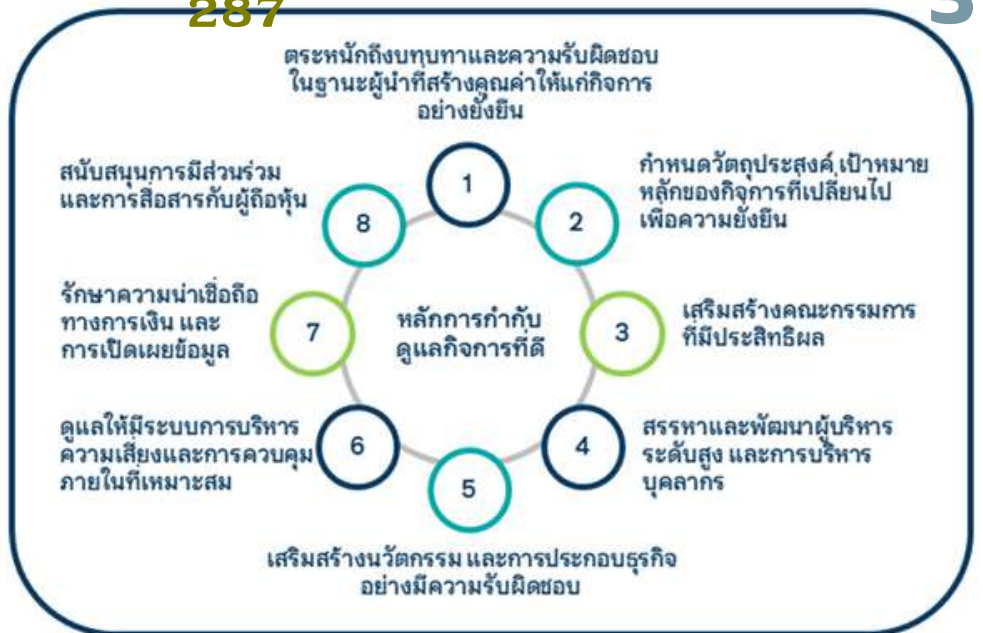 287
S
ตระหนักถึงบทบุทาและความรับผิดชอบ
ในฐานะผู้นำที่สร้างคุณค่าให้แก่กิจการ
อย่างยั่งยืน
1
กำหนดวัตถุประสงค์ เป้าหมาย
หลักของกิจการที่เปลี่ยนไป
เพื่อความยั่งยืน
2
เสริมสร้างคณะกรรมการ
ที่มีประสิทธิผล
3
สรรหาและพัฒนาผู้บริหาร
ระดับสูง และการบริหาร
บุคลากร
4
เสริมสร้างนวัตกรรม และการประกอบธุรกิจ
อย่างมีความรับผิดชอบ
5
ดูแลให้มีระบบการบริหาร
ความเสี่ยงและการควบคุม
ภายในที่เหมาะสม
6
รักษาความน่าเชื่อถือ
ทางการเงิน และ
การเปิดเผยข้อมูล
7
สนับสนุนการมีส่วนร่วม
และการสื่อสารกับผู้ถือหุ้น
8
หลักการกำกับ
ดูแลกิจการที่ดี